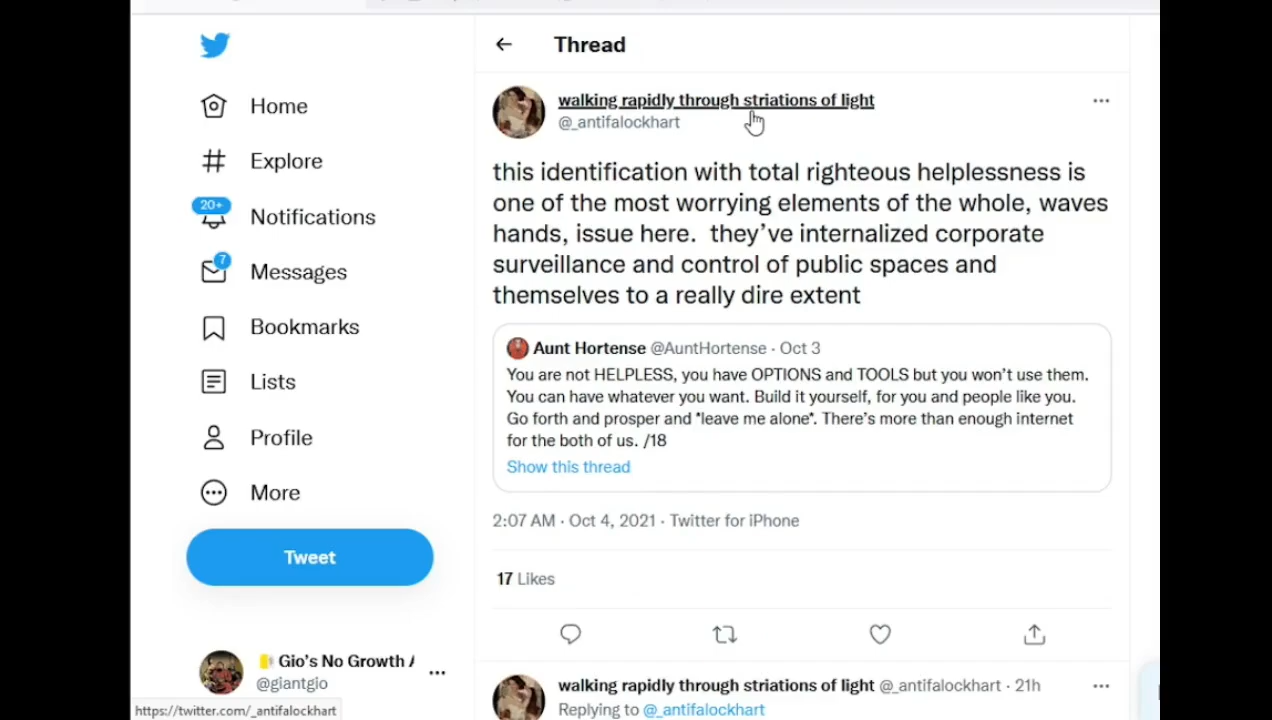 Thread
Home
Explore
20+
Notifications
7
Messages
Bookmarks
Lists
Profile
More
Tweet
Gio's No Growth
@giantgio
https://twitter.com/_antifalockhart
walking rapidly through striations of light
@_antifalockhart
this identification with total righteous helplessness is
one of the most worrying elements of the whole, waves
hands, issue here. they've internalized corporate
surveillance and control of public spaces and
themselves to a really dire extent
Aunt Hortense @AuntHortense · Oct 3
You are not HELPLESS, you have OPTIONS and TOOLS but you won't use them.
You can have whatever you want. Build it yourself, for you and people like you.
Go forth and prosper and *leave me alone*. There's more than enough internet
for the both of us. /18
Show this thread
2:07 AM · Oct 4, 2021 · Twitter for iPhone
17 Likes
walking rapidly through striations of light @_antifalockhart · 21h
Replying to @_antifalockhart